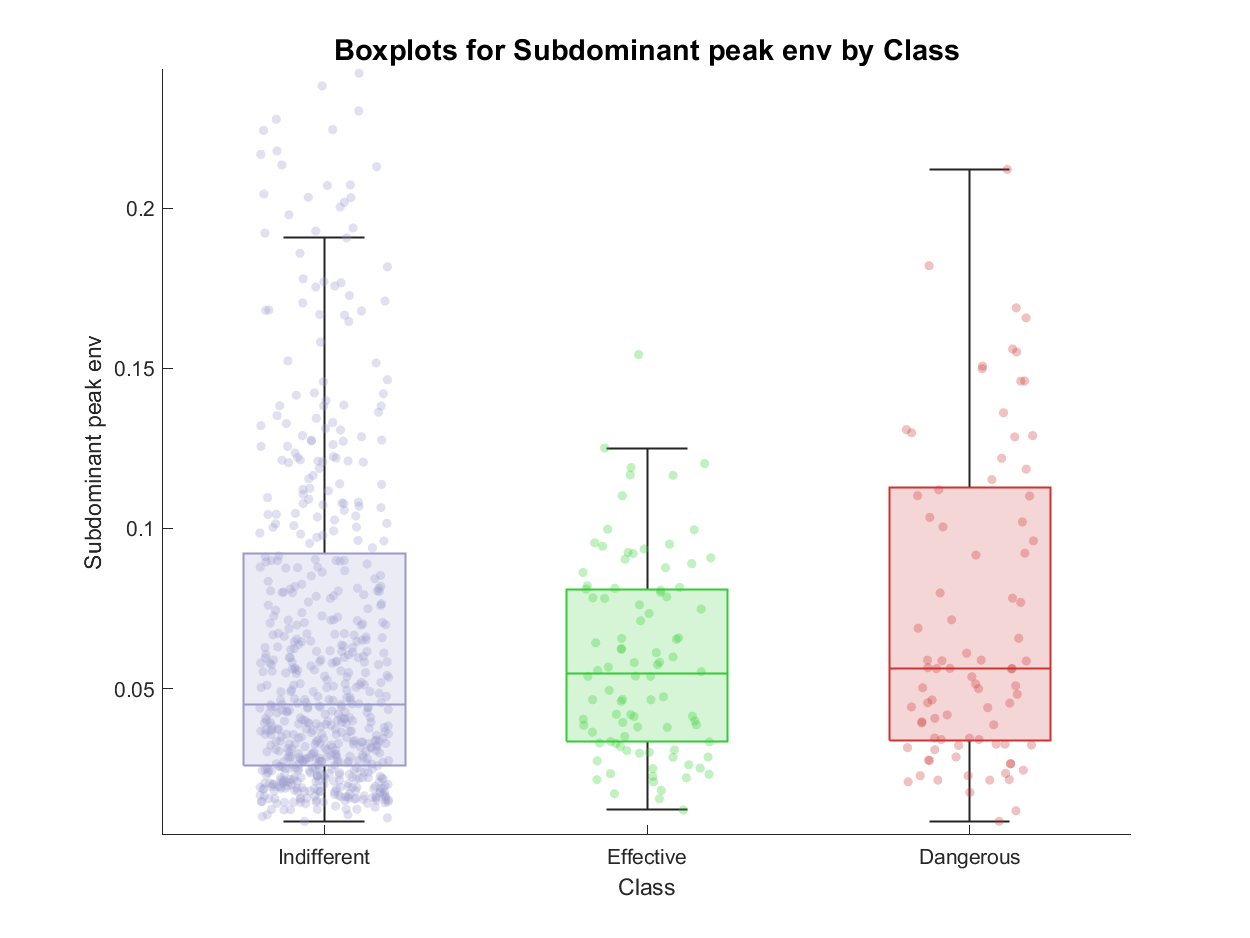 Boxplots for Subdominant peak env by Class
Subdominant peak env
0.2
0.15
0.1
0.05
Indifferent
Effective
Dangerous
Class